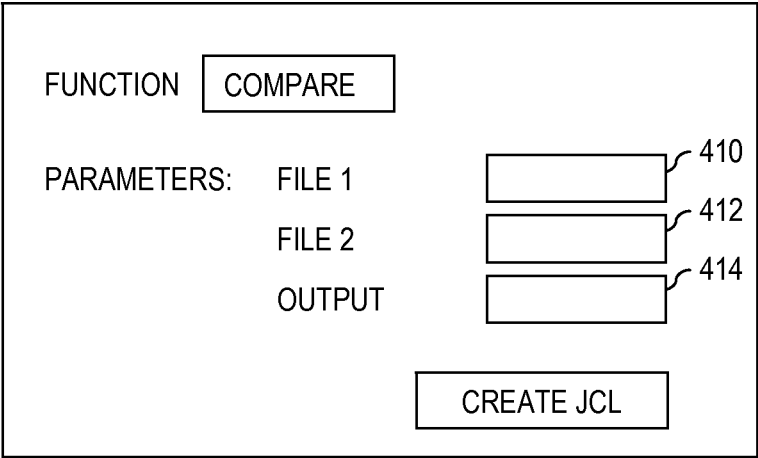 FUNCTION COMPARE
PARAMETERS: FILE 1 410
FILE 2 412
OUTPUT 414
CREATE JCL